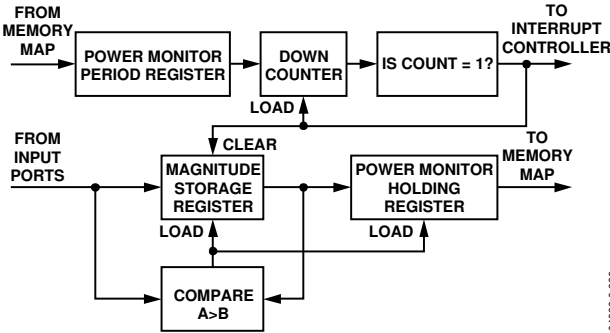 FROM
MEMORY
MAP
POWER MONITOR
PERIOD REGISTER
DOWN
COUNTER
IS COUNT = 1?
TO
INTERRUPT
CONTROLLER
LOAD
CLEAR
FROM
INPUT
PORTS
MAGNITUDE
STORAGE
REGISTER
POWER MONITOR
HOLDING
REGISTER
TO
MEMORY
MAP
LOAD
LOAD
COMPARE
A>B